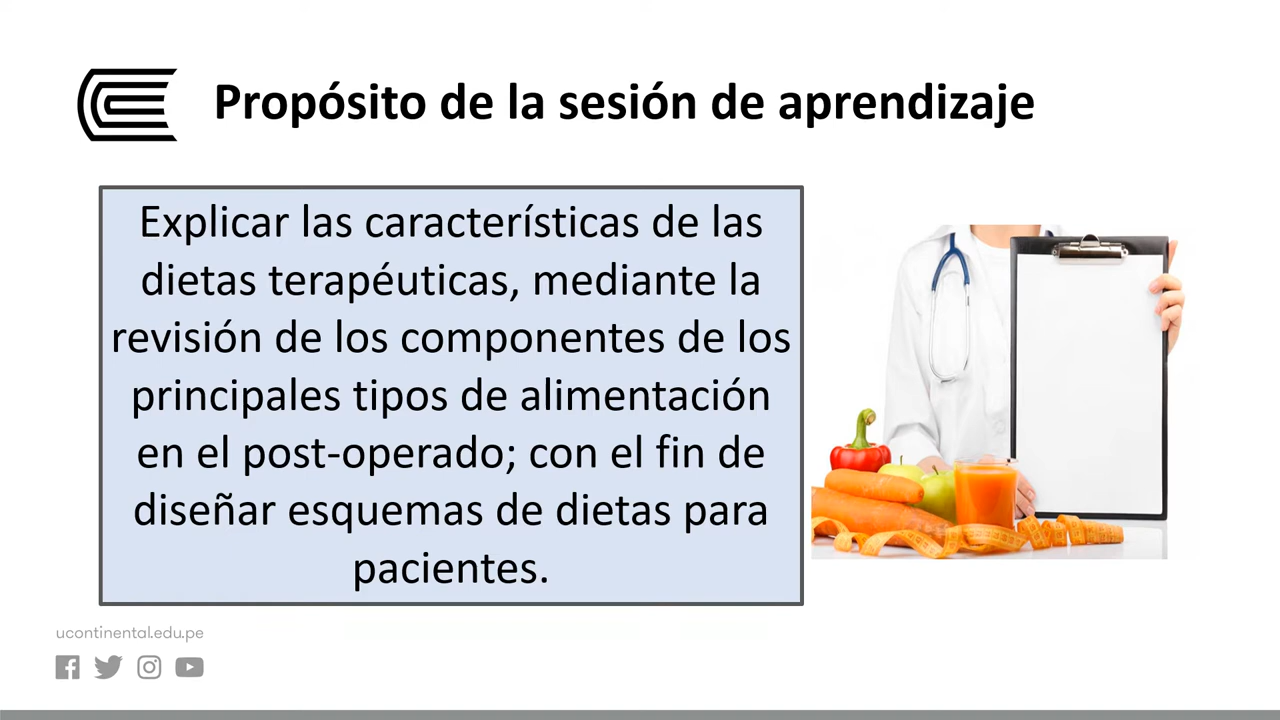 Propósito de la sesión de aprendizaje
Explicar las características de las
dietas terapéuticas, mediante la
revisión de los componentes de los
principales tipos de alimentación
en el post-operado; con el fin de
diseñar esquemas de dietas para
pacientes.
ucontinental.edu.pe